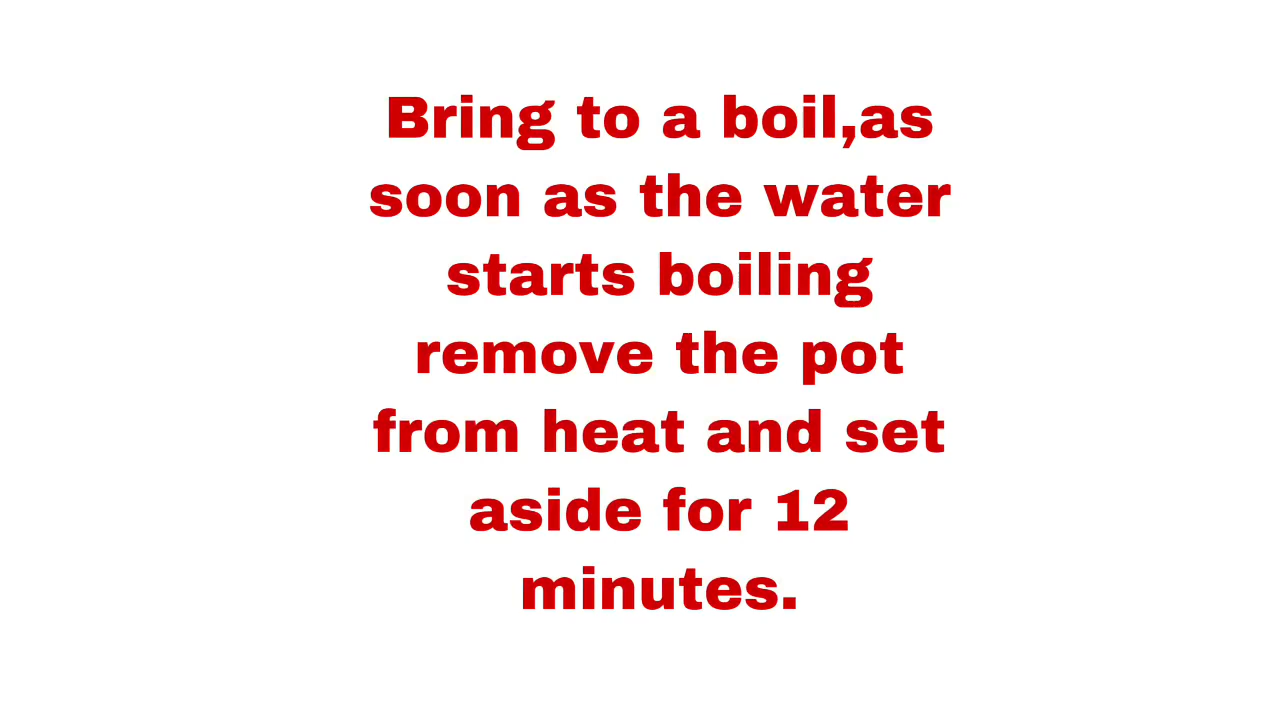 Bring to a boil,as
soon as the water
starts boiling
remove the pot
from heat and set
aside for 12
minutes.